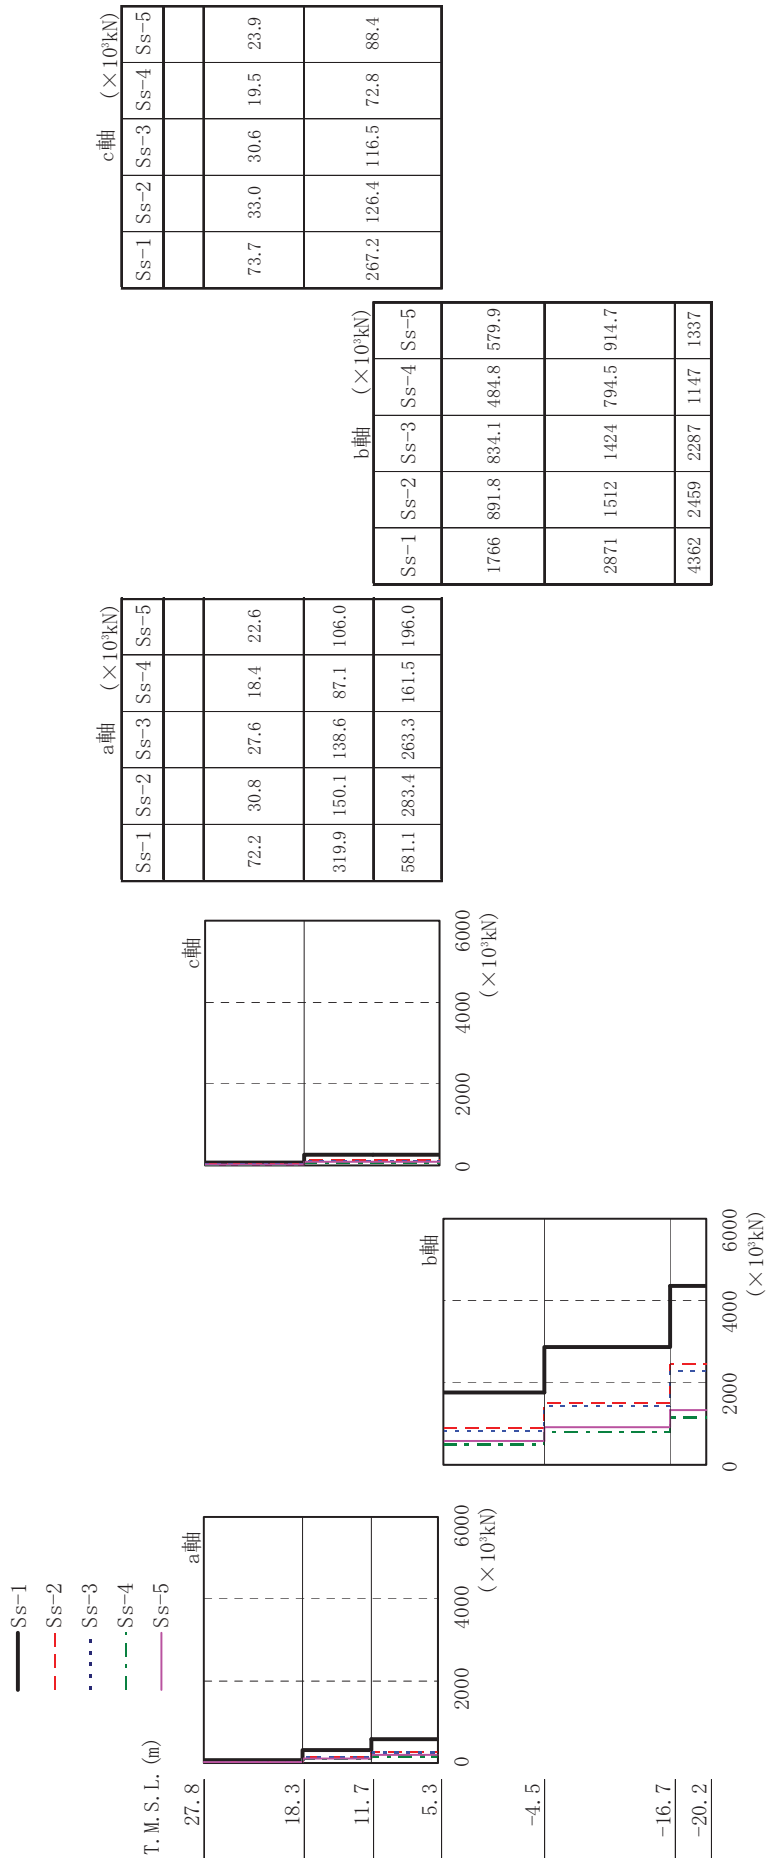 Ss-1
Ss-2
Ss-3
Ss-4
Ss-5
T.M.S.L.(m)
27.8
18.3
11.7
5.3
-4.5
-16.7
-20.2
a軸
0 2000 4000 6000
(×10³kN)
b軸
0 2000 4000 6000
(×10³kN)
c軸
0 2000 4000 6000
(×10³kN)
a軸 (×10³kN)
Ss-1 Ss-2 Ss-3 Ss-4 Ss-5
72.2 30.8 27.6 18.4 22.6
319.9 150.1 138.6 87.1 106.0
581.1 283.4 263.3 161.5 196.0
b軸 (×10³kN)
Ss-1 Ss-2 Ss-3 Ss-4 Ss-5
1766 891.8 834.1 484.8 579.9
2871 1512 1424 794.5 914.7
4362 2459 2287 1147 1337
c軸 (×10³kN)
Ss-1 Ss-2 Ss-3 Ss-4 Ss-5
73.7 33.0 30.6 19.5 23.9
267.2 126.4 116.5 72.8 88.4